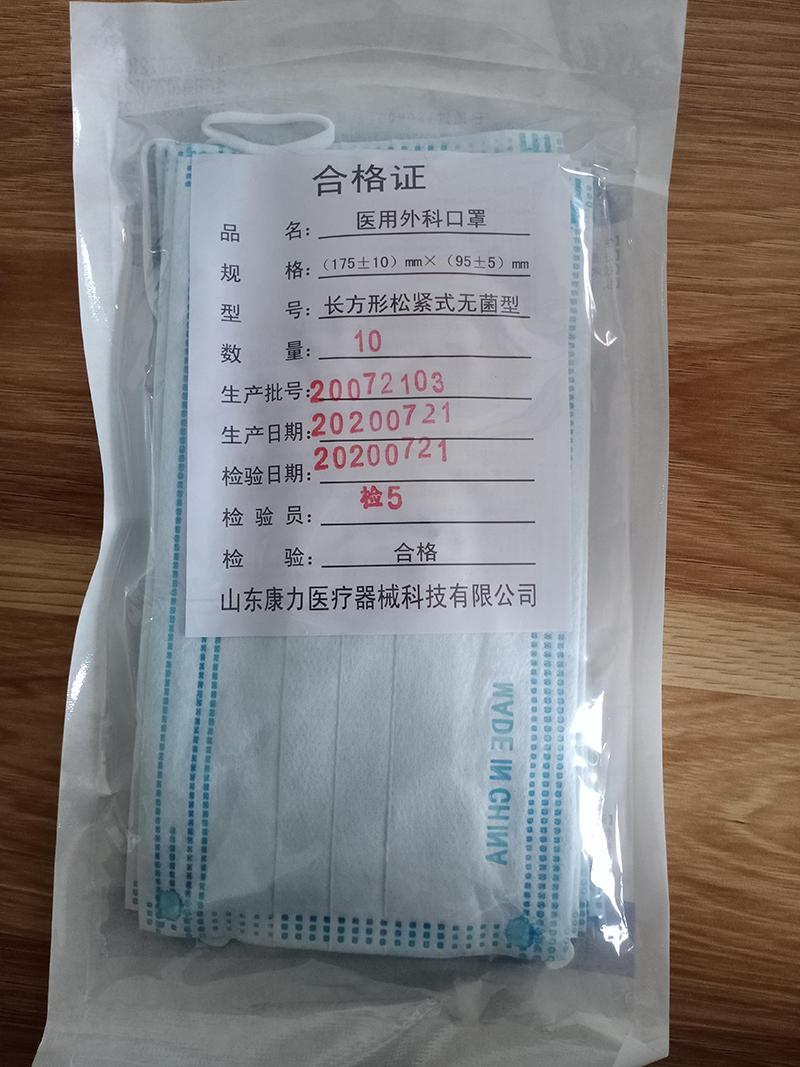 合格证
品 名：医用外科口罩
规 格：（175±10）mm×（95±5）mm
型 号：长方形松紧式无菌型
数 量：10
生产批号：20072103
生产日期：20200721
检验日期：20200721
检 验 员：检5
检 验：合格
山东康力医疗器械科技有限公司
MADE IN CHINA